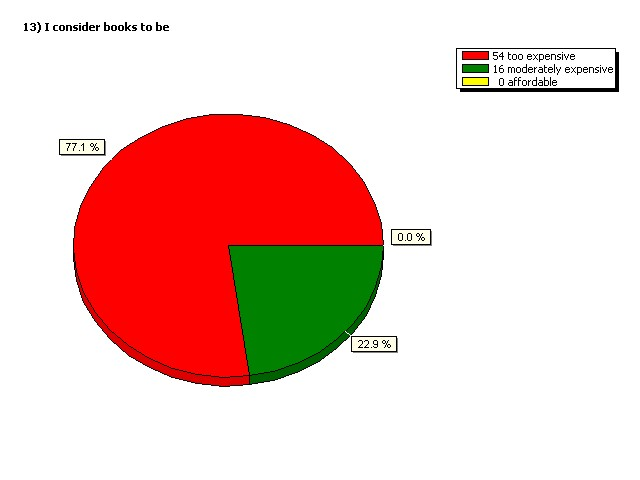 13) I consider books to be
54 too expensive
16 moderately expensive
0 affordable
77.1 %
0.0 %
22.9 %